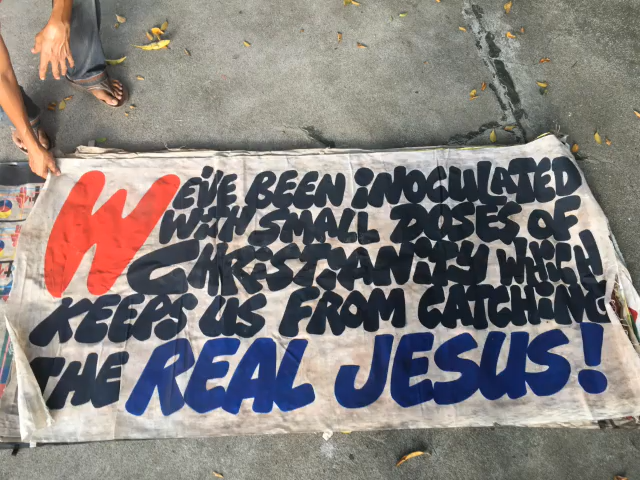 WE'VE BEEN INOCULATED
WITH SMALL DOSES OF
CHRISTIANITY WHICH
KEEPS US FROM CATCHING
THE REAL JESUS!